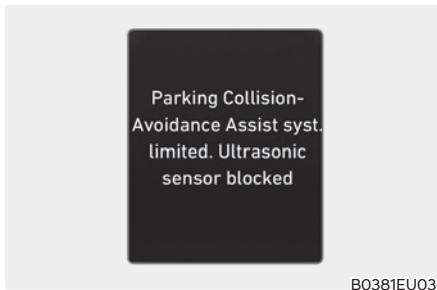 Parking Collision-
Avoidance Assist syst.
limited. Ultrasonic
sensor blocked
B0381EU03